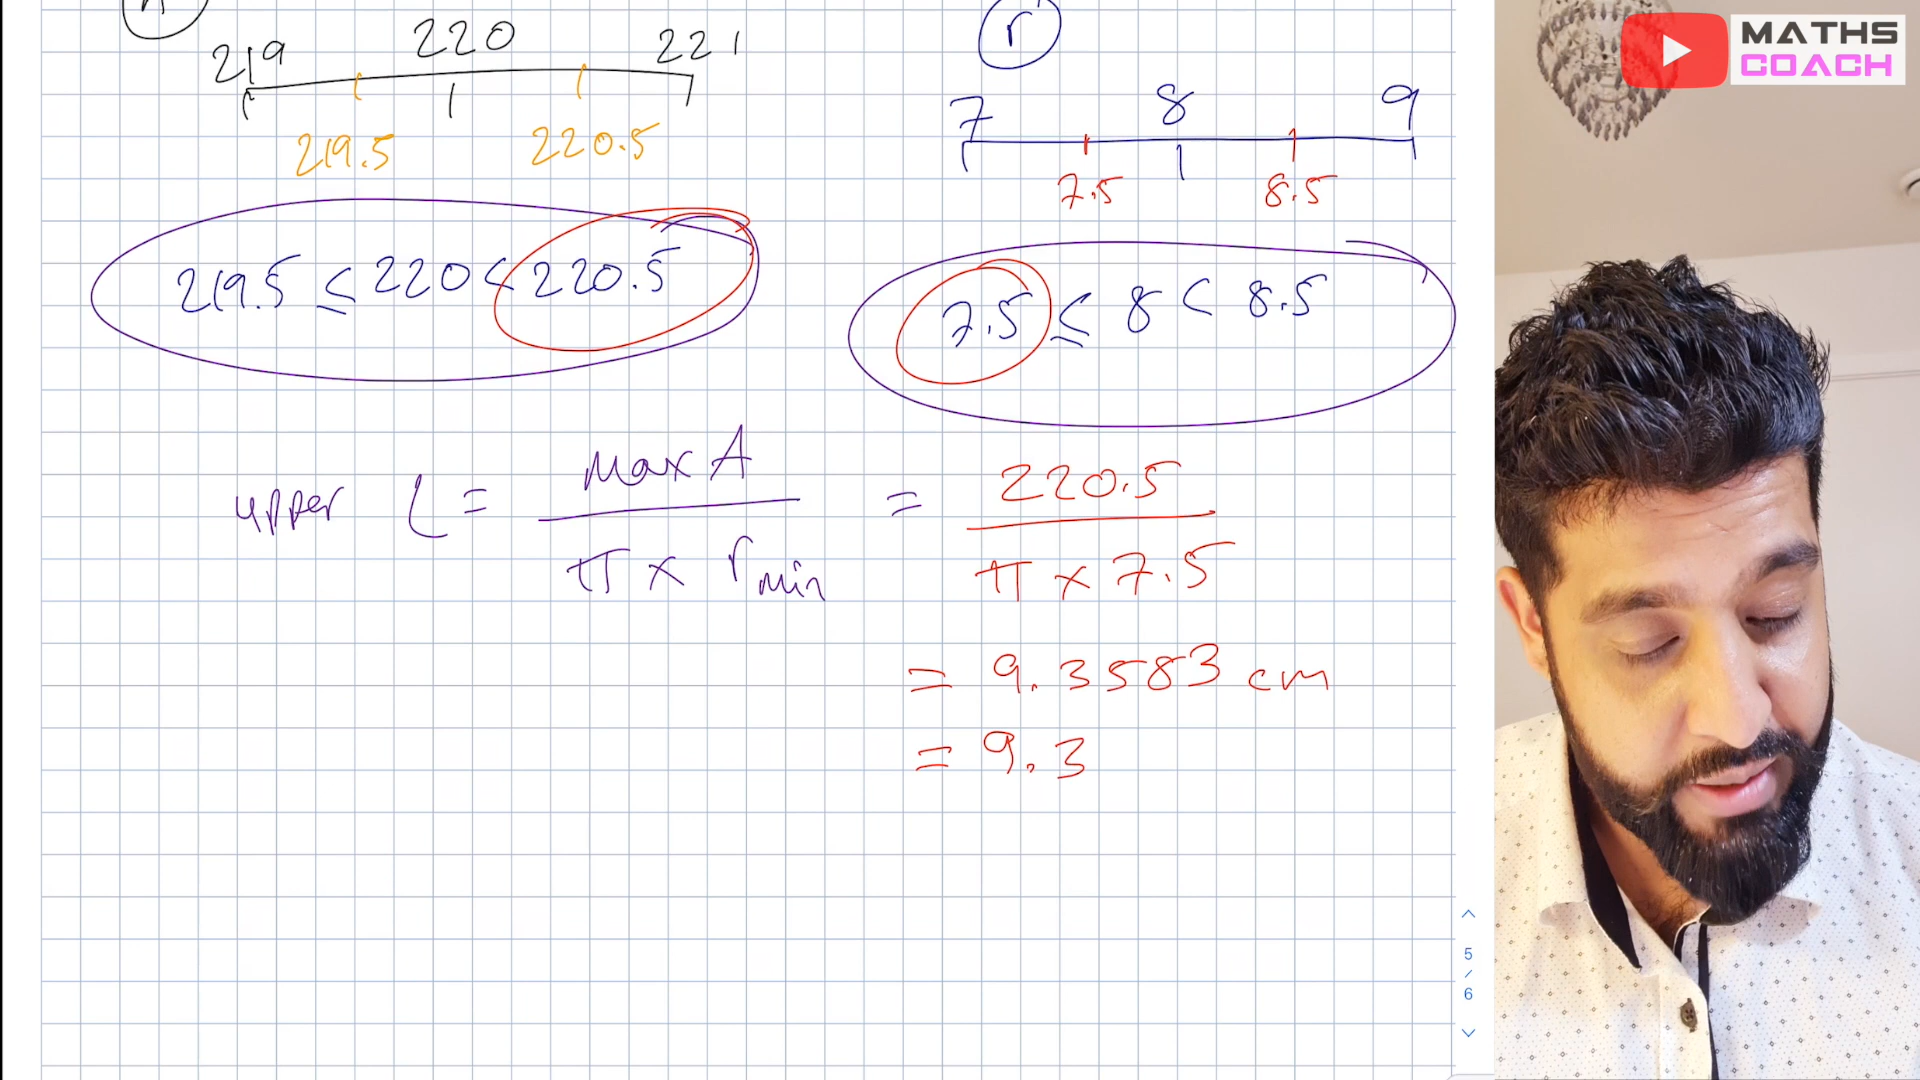 219 220 221
219.5 220.5
219.5 ≤ 220 < 220.5
r
7 8 9
7.5 8.5
7.5 ≤ 8 < 8.5
upper l = Max A / π × r min = 220.5 / π × 7.5
= 9.3583 cm
= 9.3
MATHS
COACH
5
/
6